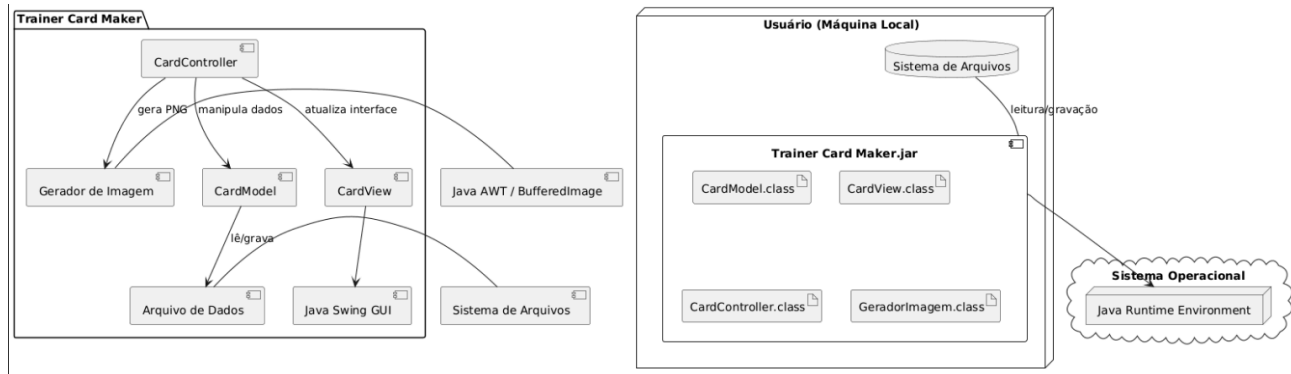 Trainer Card Maker
CardController
gera PNG
manipula dados
atualiza interface
Gerador de Imagem
CardModel
CardView
Java AWT / BufferedImage
lê/grava
Arquivo de Dados
Java Swing GUI
Sistema de Arquivos
Usuário (Máquina Local)
Sistema de Arquivos
leitura/gravação
Trainer Card Maker.jar
CardModel.class
CardView.class
CardController.class
GeradorImagem.class
Sistema Operacional
Java Runtime Environment